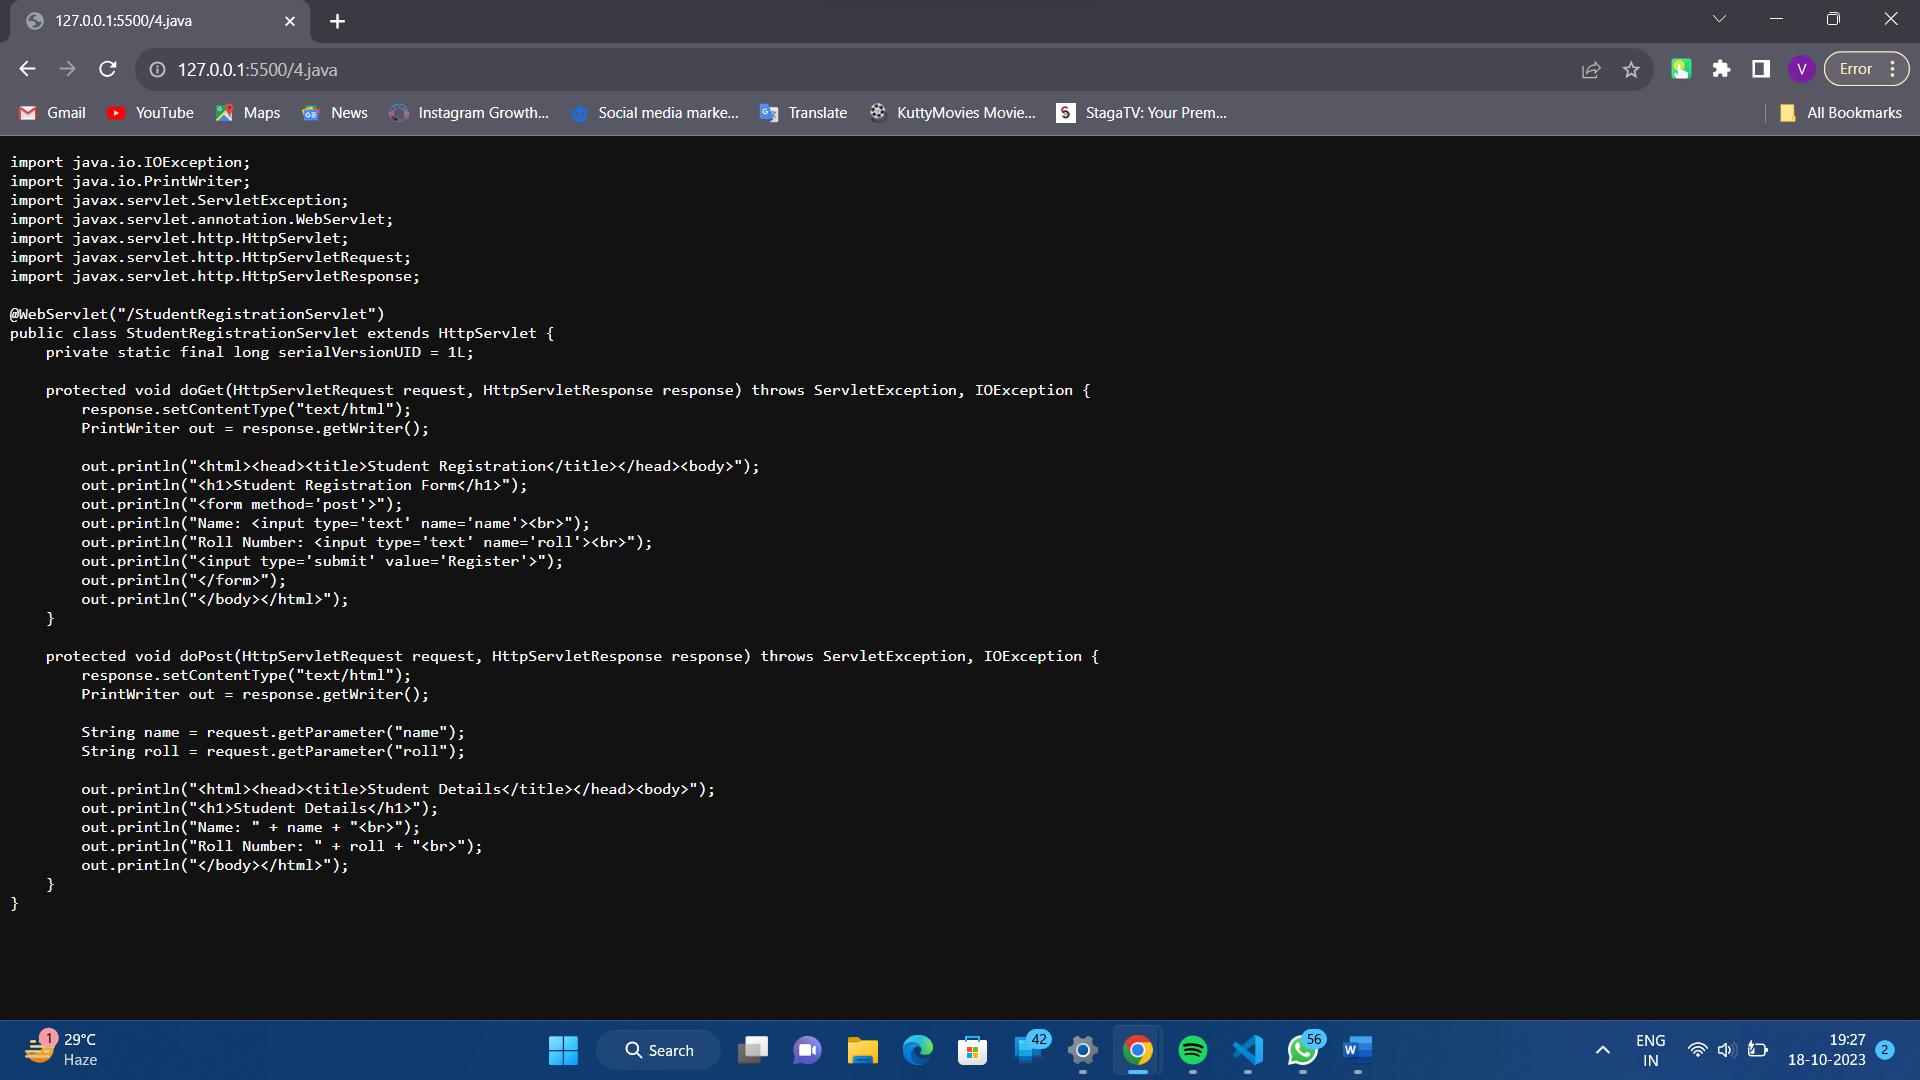 127.0.0.1:5500/4.java
127.0.0.1:5500/4.java
V
Error
Gmail
YouTube
Maps
News
Instagram Growth...
Social media marke...
Translate
KuttyMovies Movie...
S
StagaTV: Your Prem...
All Bookmarks
import java.io.IOException;
import java.io.PrintWriter;
import javax.servlet.ServletException;
import javax.servlet.annotation.WebServlet;
import javax.servlet.http.HttpServlet;
import javax.servlet.http.HttpServletRequest;
import javax.servlet.http.HttpServletResponse;
@WebServlet("/StudentRegistrationServlet")
public class StudentRegistrationServlet extends HttpServlet {
    private static final long serialVersionUID = 1L;
    protected void doGet(HttpServletRequest request, HttpServletResponse response) throws ServletException, IOException {
        response.setContentType("text/html");
        PrintWriter out = response.getWriter();
        out.println("<html><head><title>Student Registration</title></head><body>");
        out.println("<h1>Student Registration Form</h1>");
        out.println("<form method='post'>");
        out.println("Name: <input type='text' name='name'><br>");
        out.println("Roll Number: <input type='text' name='roll'><br>");
        out.println("<input type='submit' value='Register'>");
        out.println("</form>");
        out.println("</body></html>");
    }
    protected void doPost(HttpServletRequest request, HttpServletResponse response) throws ServletException, IOException {
        response.setContentType("text/html");
        PrintWriter out = response.getWriter();
        String name = request.getParameter("name");
        String roll = request.getParameter("roll");
        out.println("<html><head><title>Student Details</title></head><body>");
        out.println("<h1>Student Details</h1>");
        out.println("Name: " + name + "<br>");
        out.println("Roll Number: " + roll + "<br>");
        out.println("</body></html>");
    }
}
1
29°C
Haze
Search
42
56
W
ENG
IN
19:27
18-10-2023
2